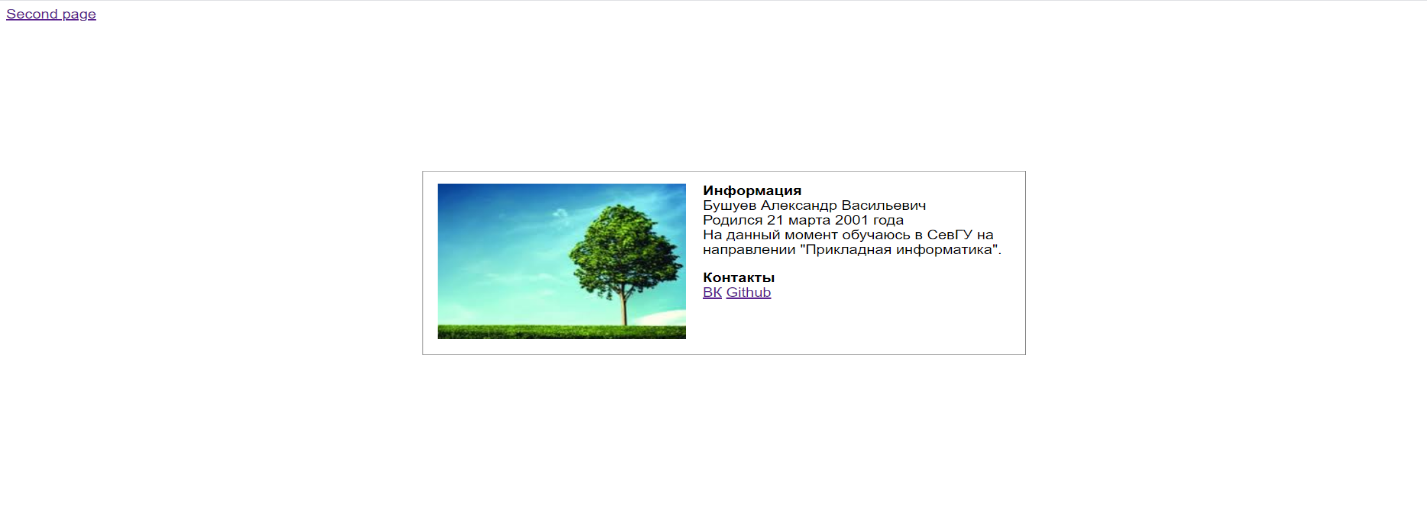 Second page
Информация
Бушуев Александр Васильевич
Родился 21 марта 2001 года
На данный момент обучаюсь в СевГУ на
направлении "Прикладная информатика".
Контакты
ВК Github